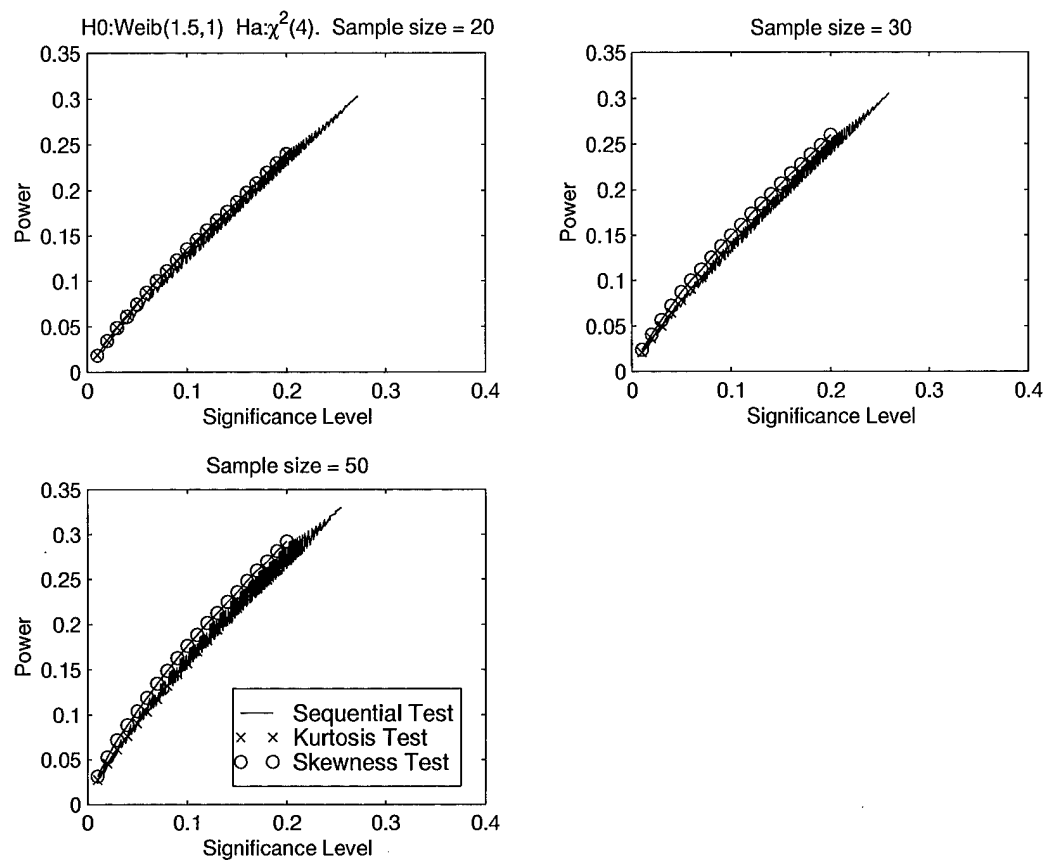 H0:Weib(1.5,1) Ha:χ²(4). Sample size = 20
0.35
0.3
0.25
0.2
0.15
0.1
0.05
0
Power
0 0.1 0.2 0.3 0.4
Significance Level
Sample size = 30
0.35
0.3
0.25
0.2
0.15
0.1
0.05
0
Power
0 0.1 0.2 0.3 0.4
Significance Level
Sample size = 50
0.35
0.3
0.25
0.2
0.15
0.1
0.05
0
Power
Sequential Test
Kurtosis Test
Skewness Test
0 0.1 0.2 0.3 0.4
Significance Level